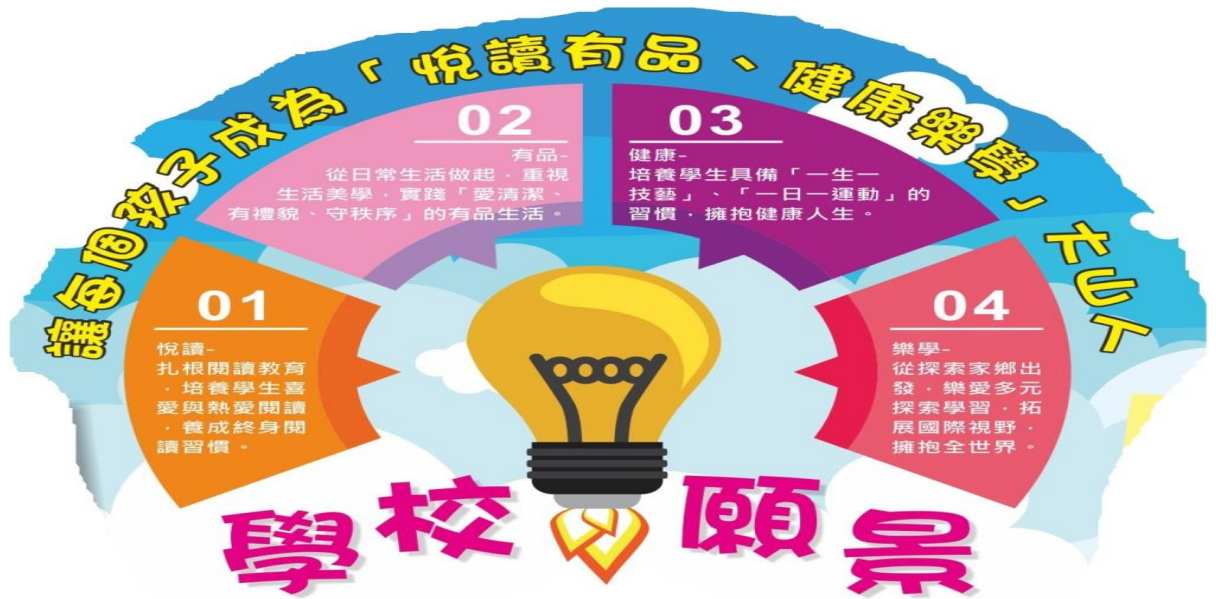 讓每個孩子成為「悅讀有品、健康樂學」大山人
01
悅讀-
扎根閱讀教育
，培養學生喜
愛與熱愛閱讀
，養成終身閱
讀習慣。
02
有品-
從日常生活做起，重視
生活美學，實踐「愛清潔、
有禮貌、守秩序」的有品生活。
03
健康-
培養學生具備「一生一
技藝」、「一日一運動」的
習慣，擁抱健康人生。
04
樂學-
從探索家鄉出
發，樂愛多元
探索學習，拓
展國際視野，
擁抱全世界。
學校願景